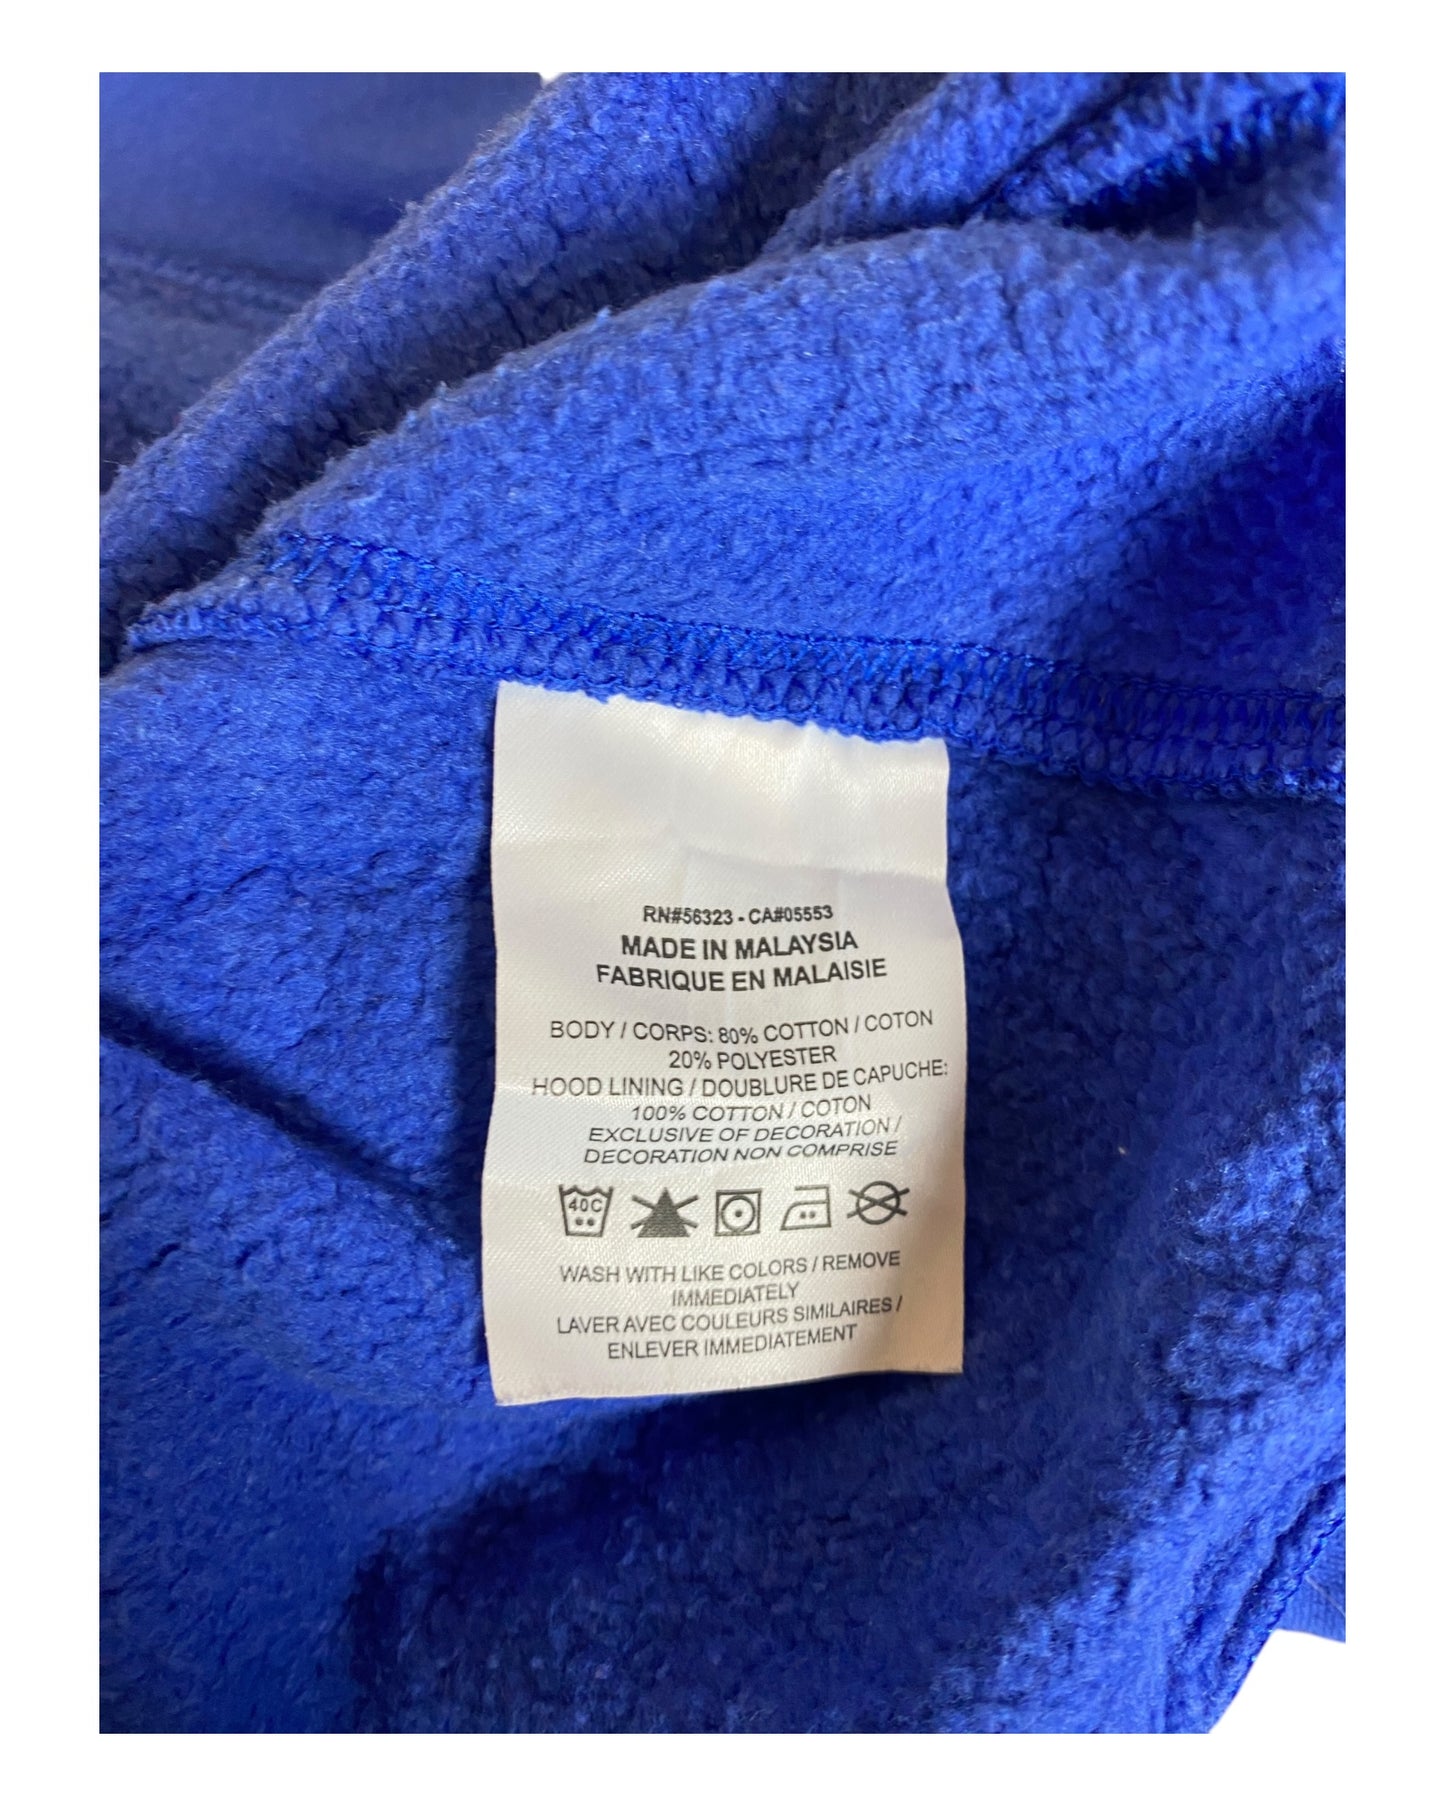 RN#56323 - CA#05553
MADE IN MALAYSIA
FABRIQUE EN MALAISIE
BODY / CORPS: 80% COTTON / COTON
20% POLYESTER
HOOD LINING / DOUBLURE DE CAPUCHE:
100% COTTON / COTON
EXCLUSIVE OF DECORATION /
DECORATION NON COMPRISE
40C
WASH WITH LIKE COLORS / REMOVE
IMMEDIATELY
LAVER AVEC COULEURS SIMILAIRES /
ENLEVER IMMEDIATEMENT